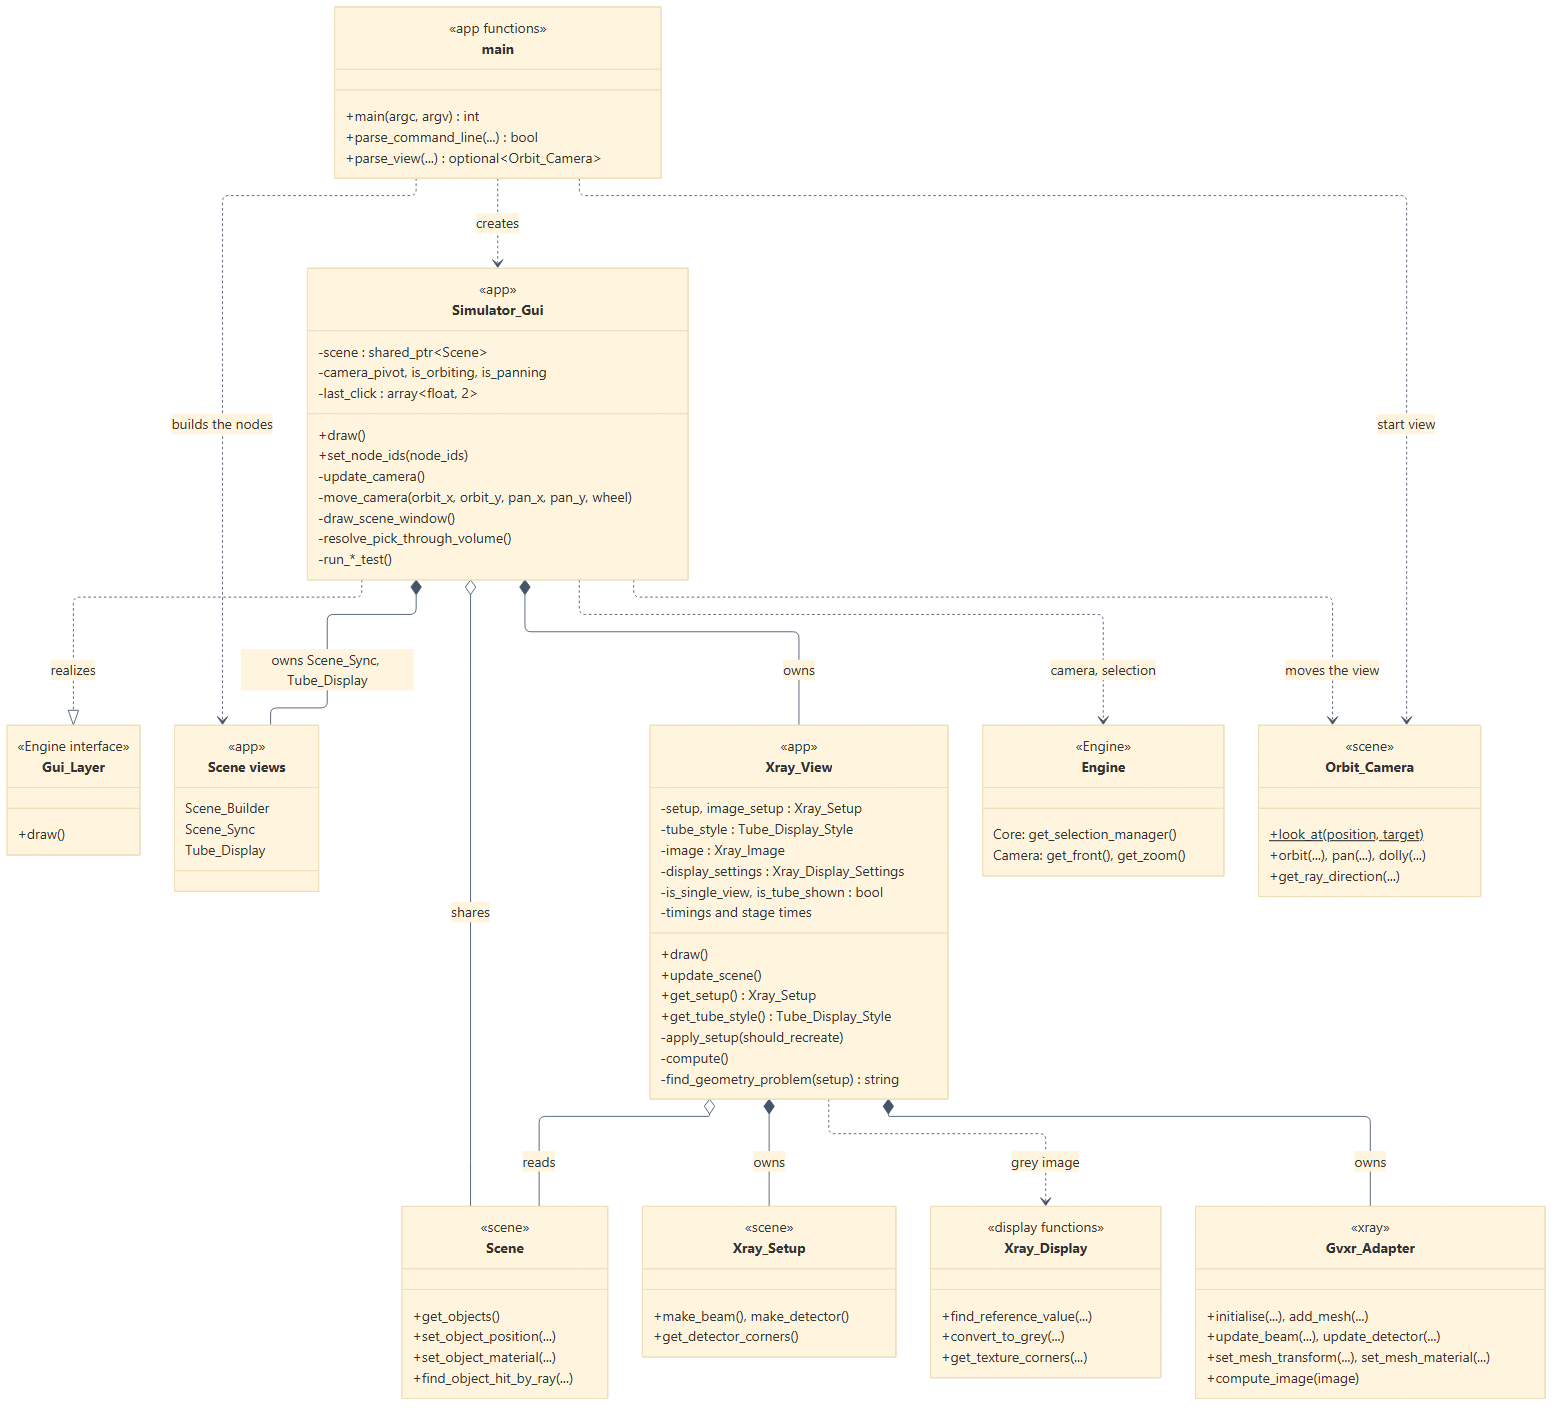 «app functions»
main
+main(argc, argv) : int
+parse_command_line(...) : bool
+parse_view(...) : optional<Orbit_Camera>
creates
«app»
Simulator_Gui
-scene : shared_ptr<Scene>
-camera_pivot, is_orbiting, is_panning
-last_click : array<float, 2>
+draw()
+set_node_ids(node_ids)
-update_camera()
-move_camera(orbit_x, orbit_y, pan_x, pan_y, wheel)
-draw_scene_window()
-resolve_pick_through_volume()
-run_*_test()
builds the nodes
start view
realizes
owns Scene_Sync,
Tube_Display
owns
camera, selection
moves the view
«Engine interface»
Gui_Layer
+draw()
«app»
Scene views
Scene_Builder
Scene_Sync
Tube_Display
«app»
Xray_View
-setup, image_setup : Xray_Setup
-tube_style : Tube_Display_Style
-image : Xray_Image
-display_settings : Xray_Display_Settings
-is_single_view, is_tube_shown : bool
-timings and stage times
+draw()
+update_scene()
+get_setup() : Xray_Setup
+get_tube_style() : Tube_Display_Style
-apply_setup(should_recreate)
-compute()
-find_geometry_problem(setup) : string
«Engine»
Engine
Core: get_selection_manager()
Camera: get_front(), get_zoom()
«scene»
Orbit_Camera
+look_at(position, target)
+orbit(...), pan(...), dolly(...)
+get_ray_direction(...)
shares
reads
owns
grey image
owns
«scene»
Scene
+get_objects()
+set_object_position(...)
+set_object_material(...)
+find_object_hit_by_ray(...)
«scene»
Xray_Setup
+make_beam(), make_detector()
+get_detector_corners()
«display functions»
Xray_Display
+find_reference_value(...)
+convert_to_grey(...)
+get_texture_corners(...)
«xray»
Gvxr_Adapter
+initialise(...), add_mesh(...)
+update_beam(...), update_detector(...)
+set_mesh_transform(...), set_mesh_material(...)
+compute_image(image)